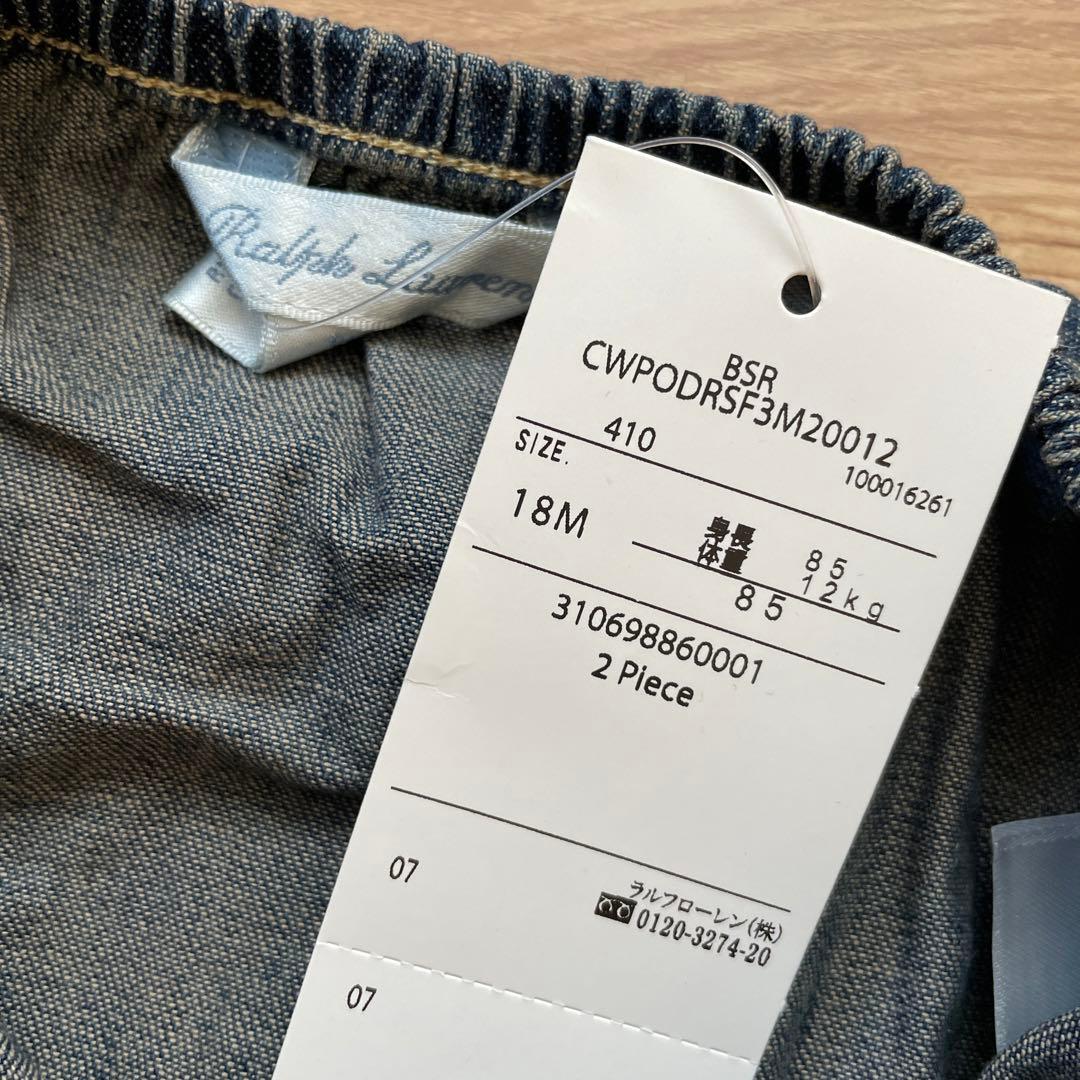 Ralph Lauren
BSR
CWPODRSF3M20012
410
100016261
SIZE.
18M
身長 85
体重 12kg
85
310698860001
2 Piece
07
ラルフローレン(株)
0120-3274-20
07